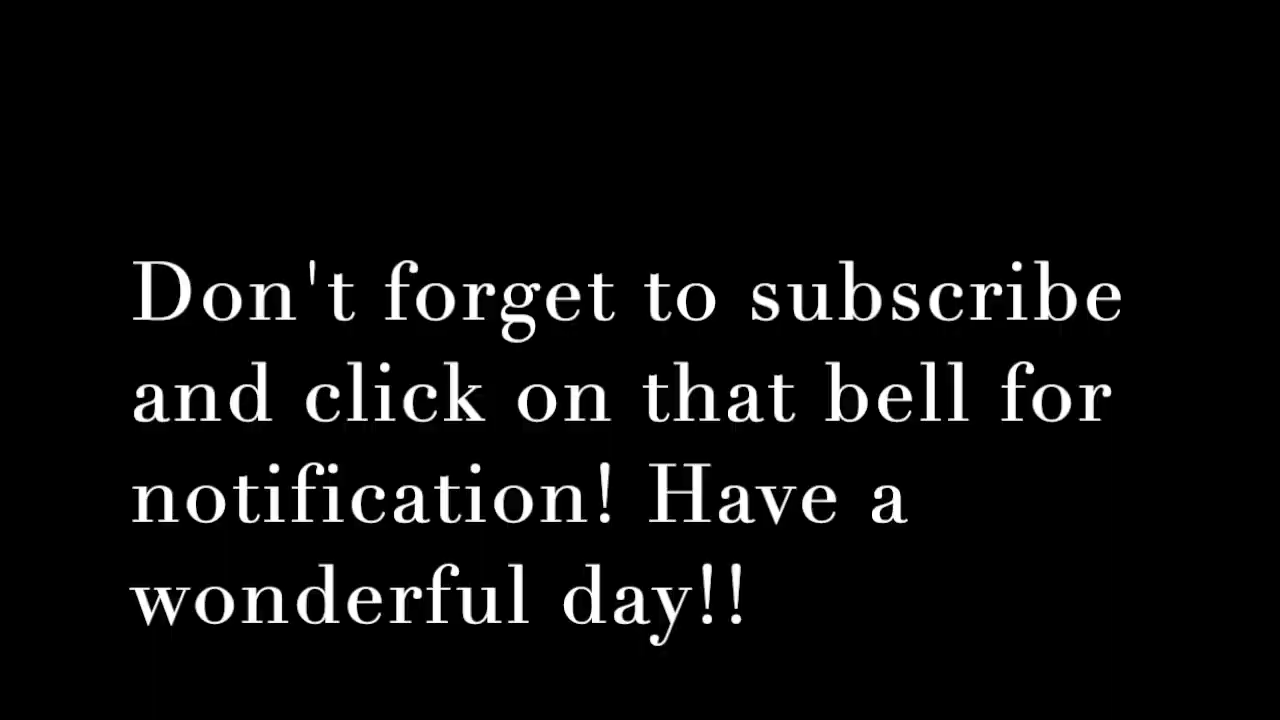 Don't forget to subscribe
and click on that bell for
notification! Have a
wonderful day!!